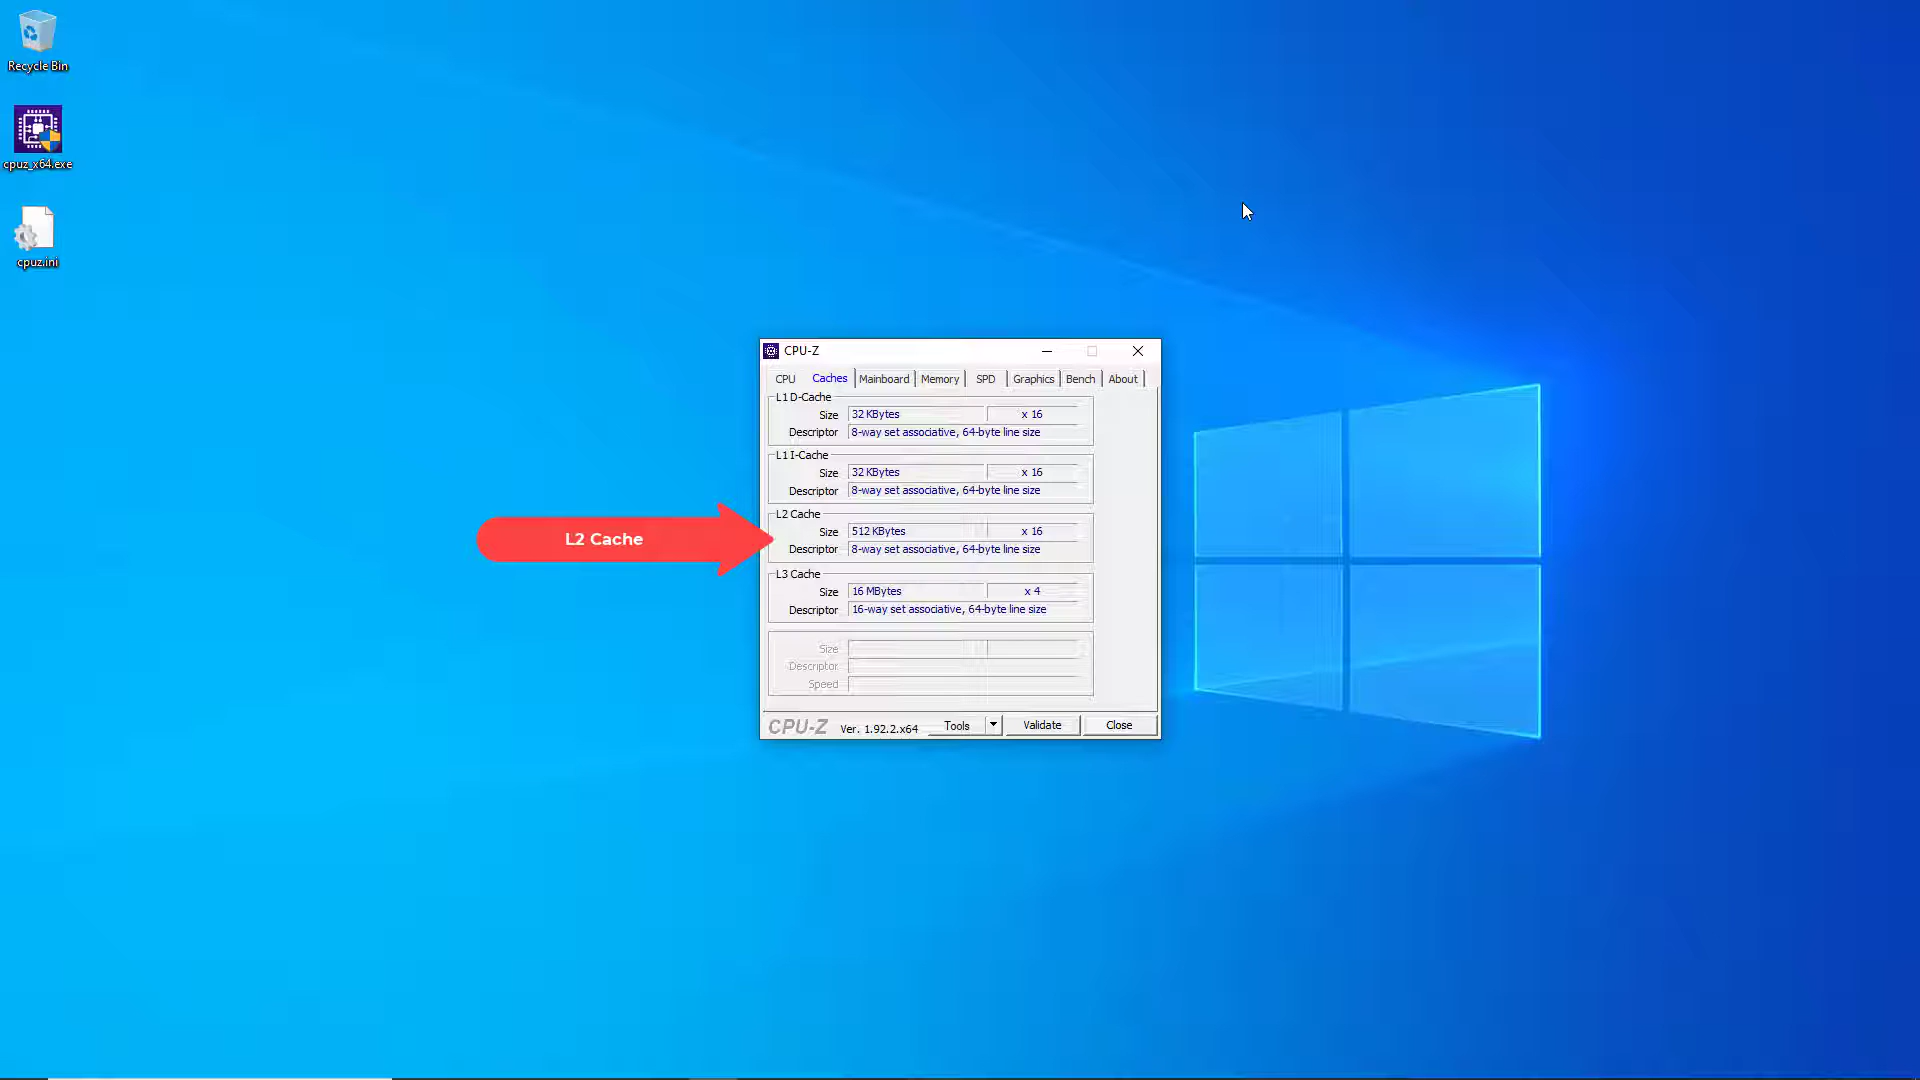 Recycle Bin
cpuz_x64.exe
cpuz.ini
L2 Cache
CPU-Z
CPU Caches Mainboard Memory SPD Graphics Bench About
L1 D-Cache
Size 32 KBytes x 16
Descriptor 8-way set associative, 64-byte line size
L1 I-Cache
Size 32 KBytes x 16
Descriptor 8-way set associative, 64-byte line size
L2 Cache
Size 512 KBytes x 16
Descriptor 8-way set associative, 64-byte line size
L3 Cache
Size 16 MBytes x 4
Descriptor 16-way set associative, 64-byte line size
Size
Descriptor
Speed
CPU-Z Ver. 1.92.2.x64 Tools Validate Close